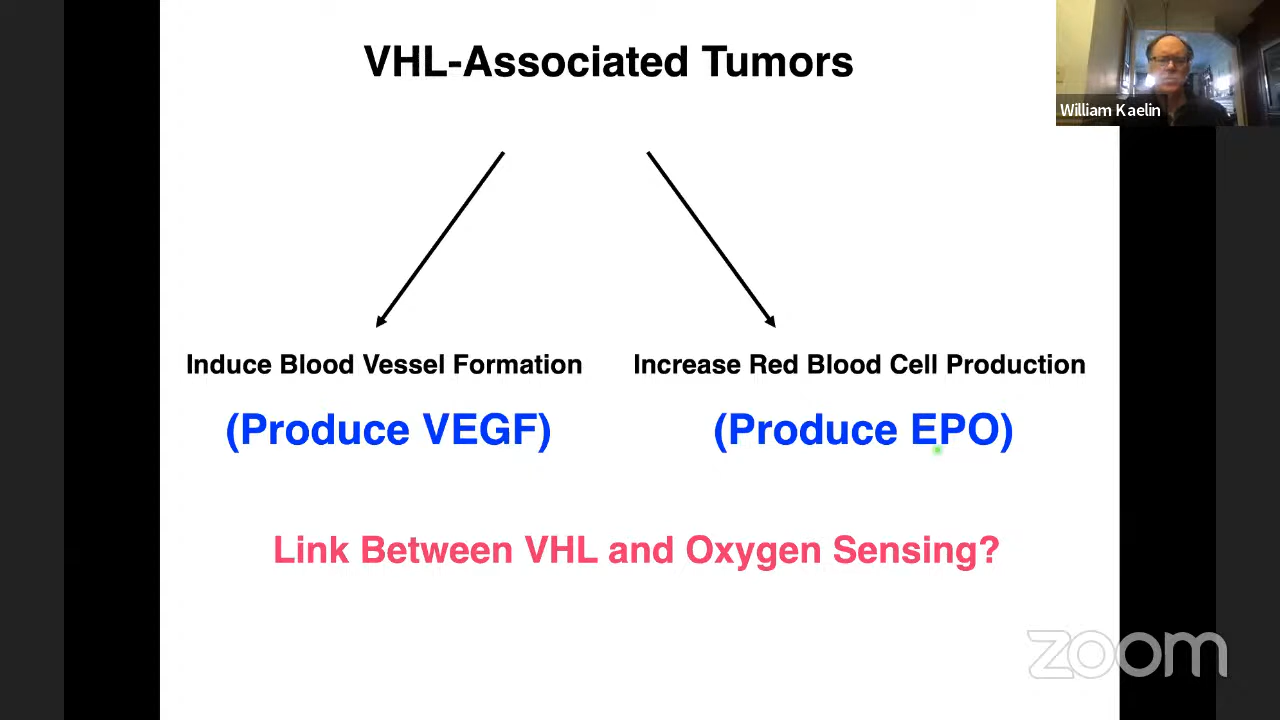 VHL-Associated Tumors
William Kaelin
Induce Blood Vessel Formation
Increase Red Blood Cell Production
(Produce VEGF)
(Produce EPO)
Link Between VHL and Oxygen Sensing?
zoom